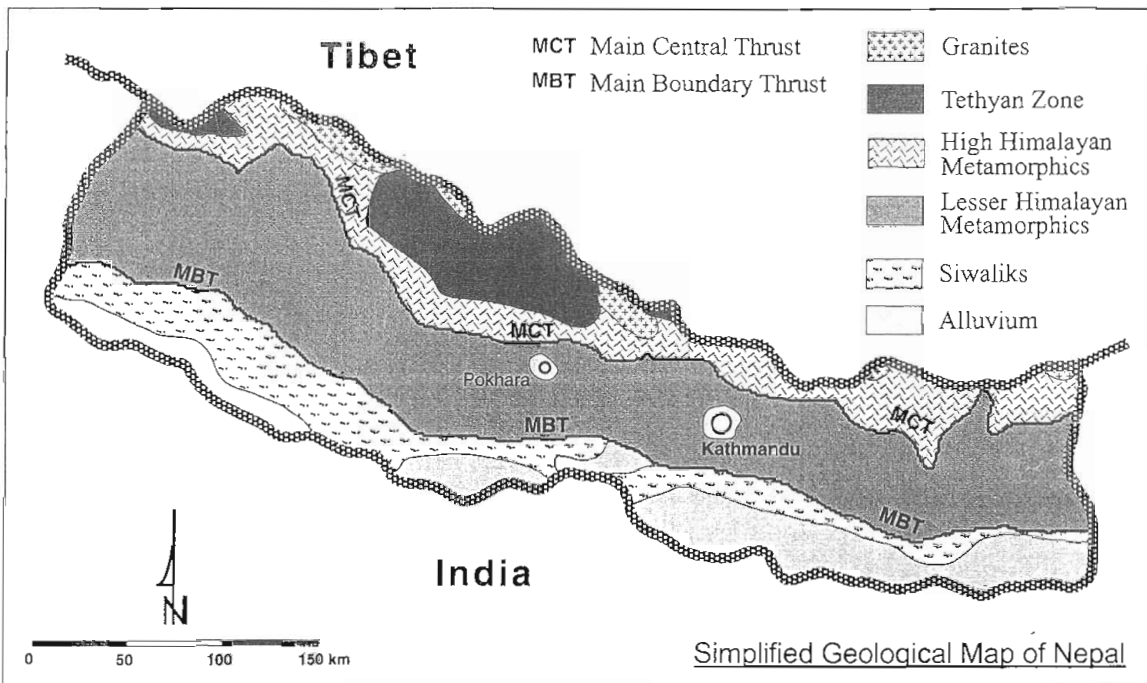 Tibet
MCT Main Central Thrust
MBT Main Boundary Thrust
Granites
Tethyan Zone
High Himalayan
Metamorphics
Lesser Himalayan
Metamorphics
Siwaliks
Alluvium
MCT
MBT
MCT
Pokhara
MBT
Kathmandu
MCT
MBT
India
N
0 50 100 150 km
Simplified Geological Map of Nepal